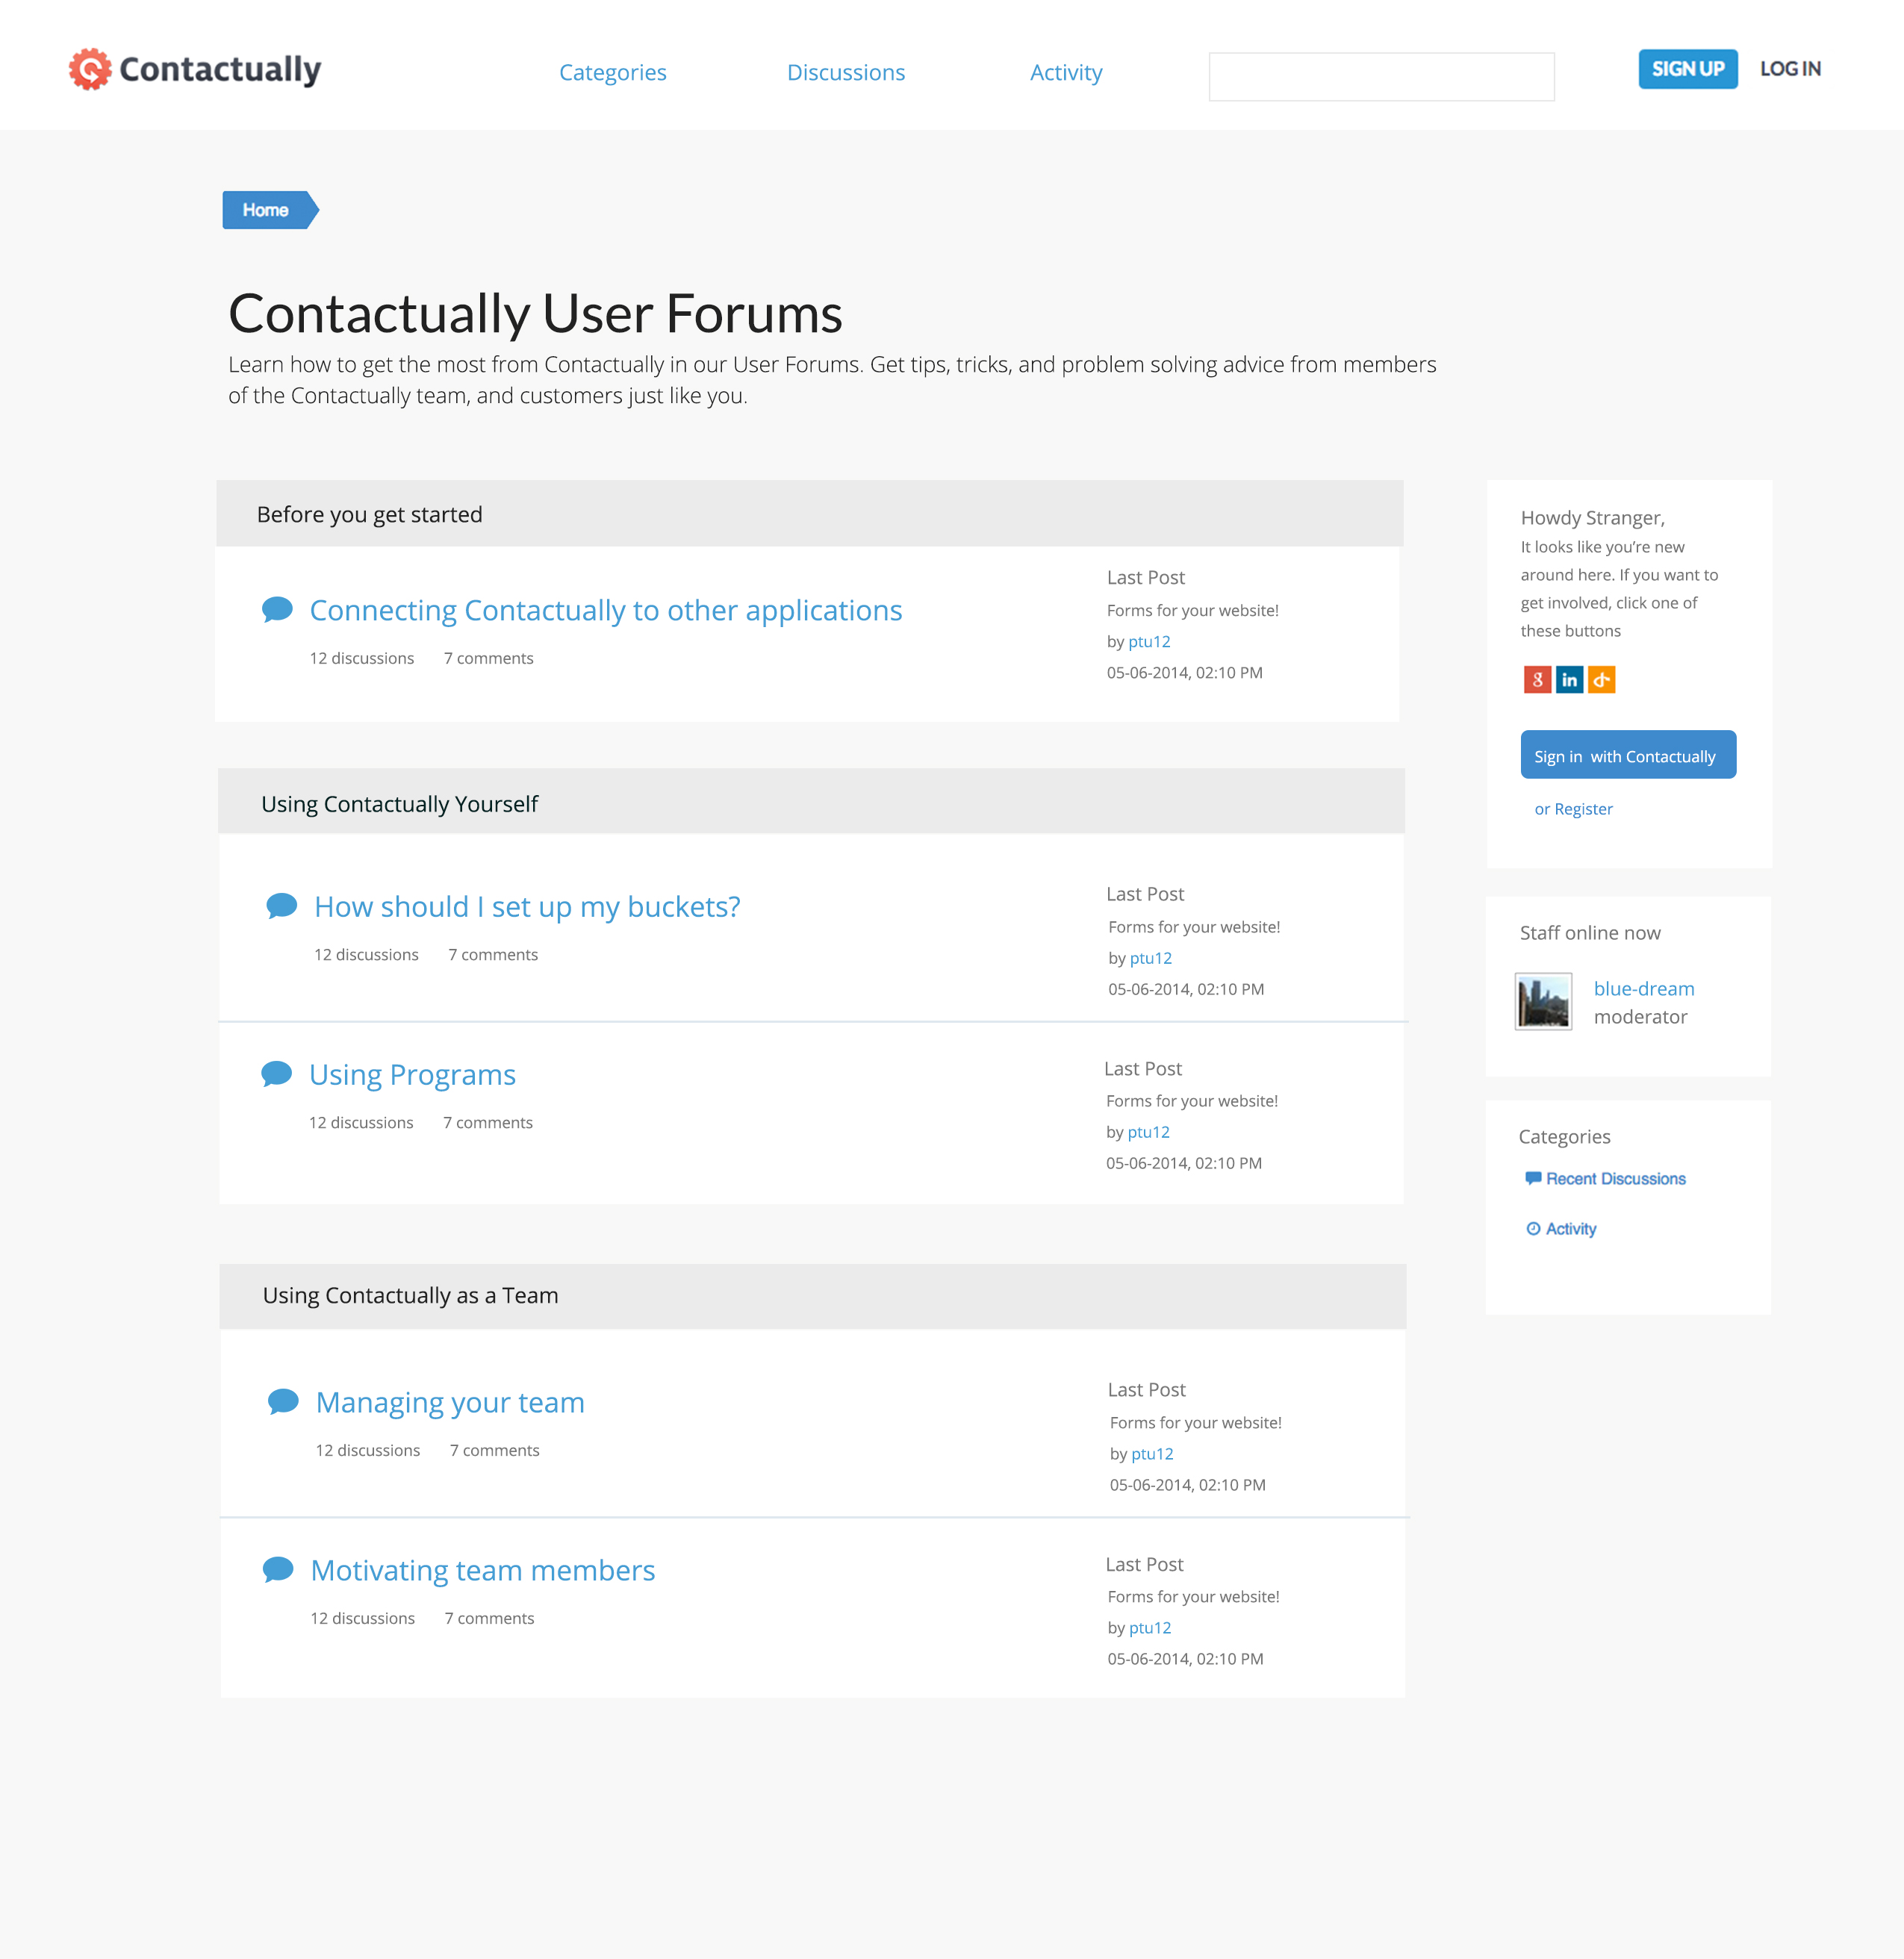 Contactually
Categories
Discussions
Activity
SIGN UP
LOG IN
Home
Contactually User Forums
Learn how to get the most from Contactually in our User Forums. Get tips, tricks, and problem solving advice from members
of the Contactually team, and customers just like you.
Before you get started
Connecting Contactually to other applications
12 discussions 7 comments
Last Post
Forms for your website!
by ptu12
05-06-2014, 02:10 PM
Using Contactually Yourself
How should I set up my buckets?
12 discussions 7 comments
Last Post
Forms for your website!
by ptu12
05-06-2014, 02:10 PM
Using Programs
12 discussions 7 comments
Last Post
Forms for your website!
by ptu12
05-06-2014, 02:10 PM
Using Contactually as a Team
Managing your team
12 discussions 7 comments
Last Post
Forms for your website!
by ptu12
05-06-2014, 02:10 PM
Motivating team members
12 discussions 7 comments
Last Post
Forms for your website!
by ptu12
05-06-2014, 02:10 PM
Howdy Stranger,
It looks like you’re new
around here. If you want to
get involved, click one of
these buttons
g in
Sign in with Contactually
or Register
Staff online now
blue-dream
moderator
Categories
Recent Discussions
Activity